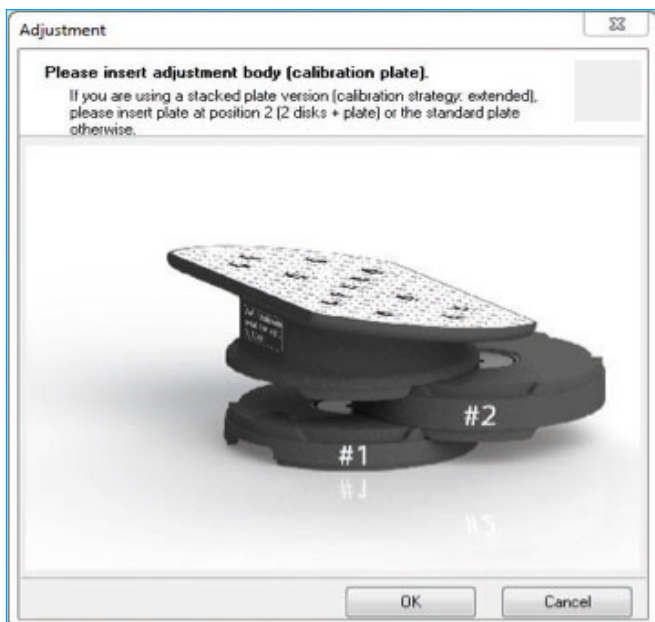 Adjustment
Please insert adjustment body (calibration plate).
If you are using a stacked plate version (calibration strategy: extended),
please insert plate at position 2 (2 disks + plate) or the standard plate
otherwise.
#2
#1
OK
Cancel